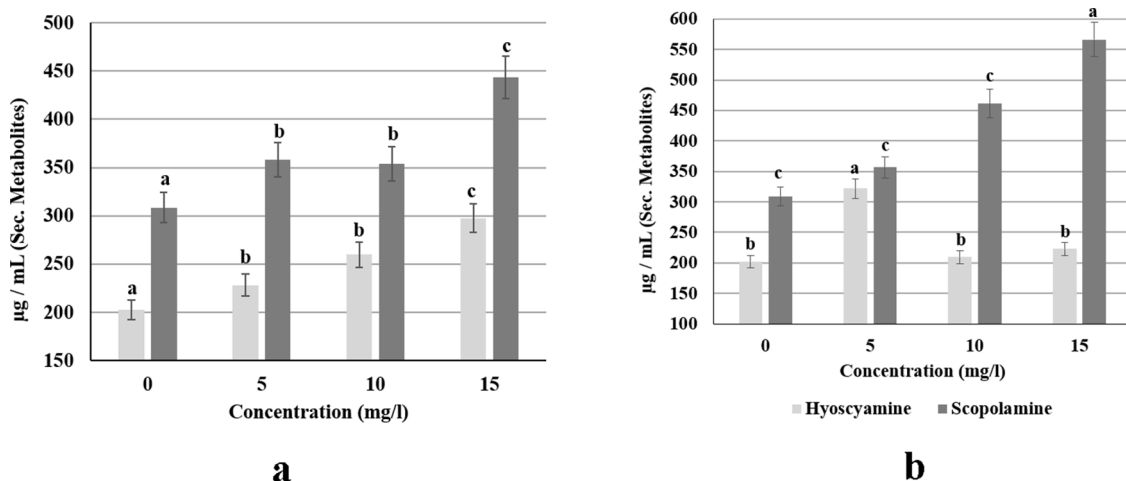 500
450
400
350
300
250
200
150
µg / mL (Sec. Metabolites)
a
a
b
b
b
b
c
c
0 5 10 15
Concentration (mg/l)
a
600
550
500
450
400
350
300
250
200
150
100
µg / mL (Sec. Metabolites)
b
c
a
c
b
c
b
a
0 5 10 15
Concentration (mg/l)
Hyoscyamine Scopolamine
b